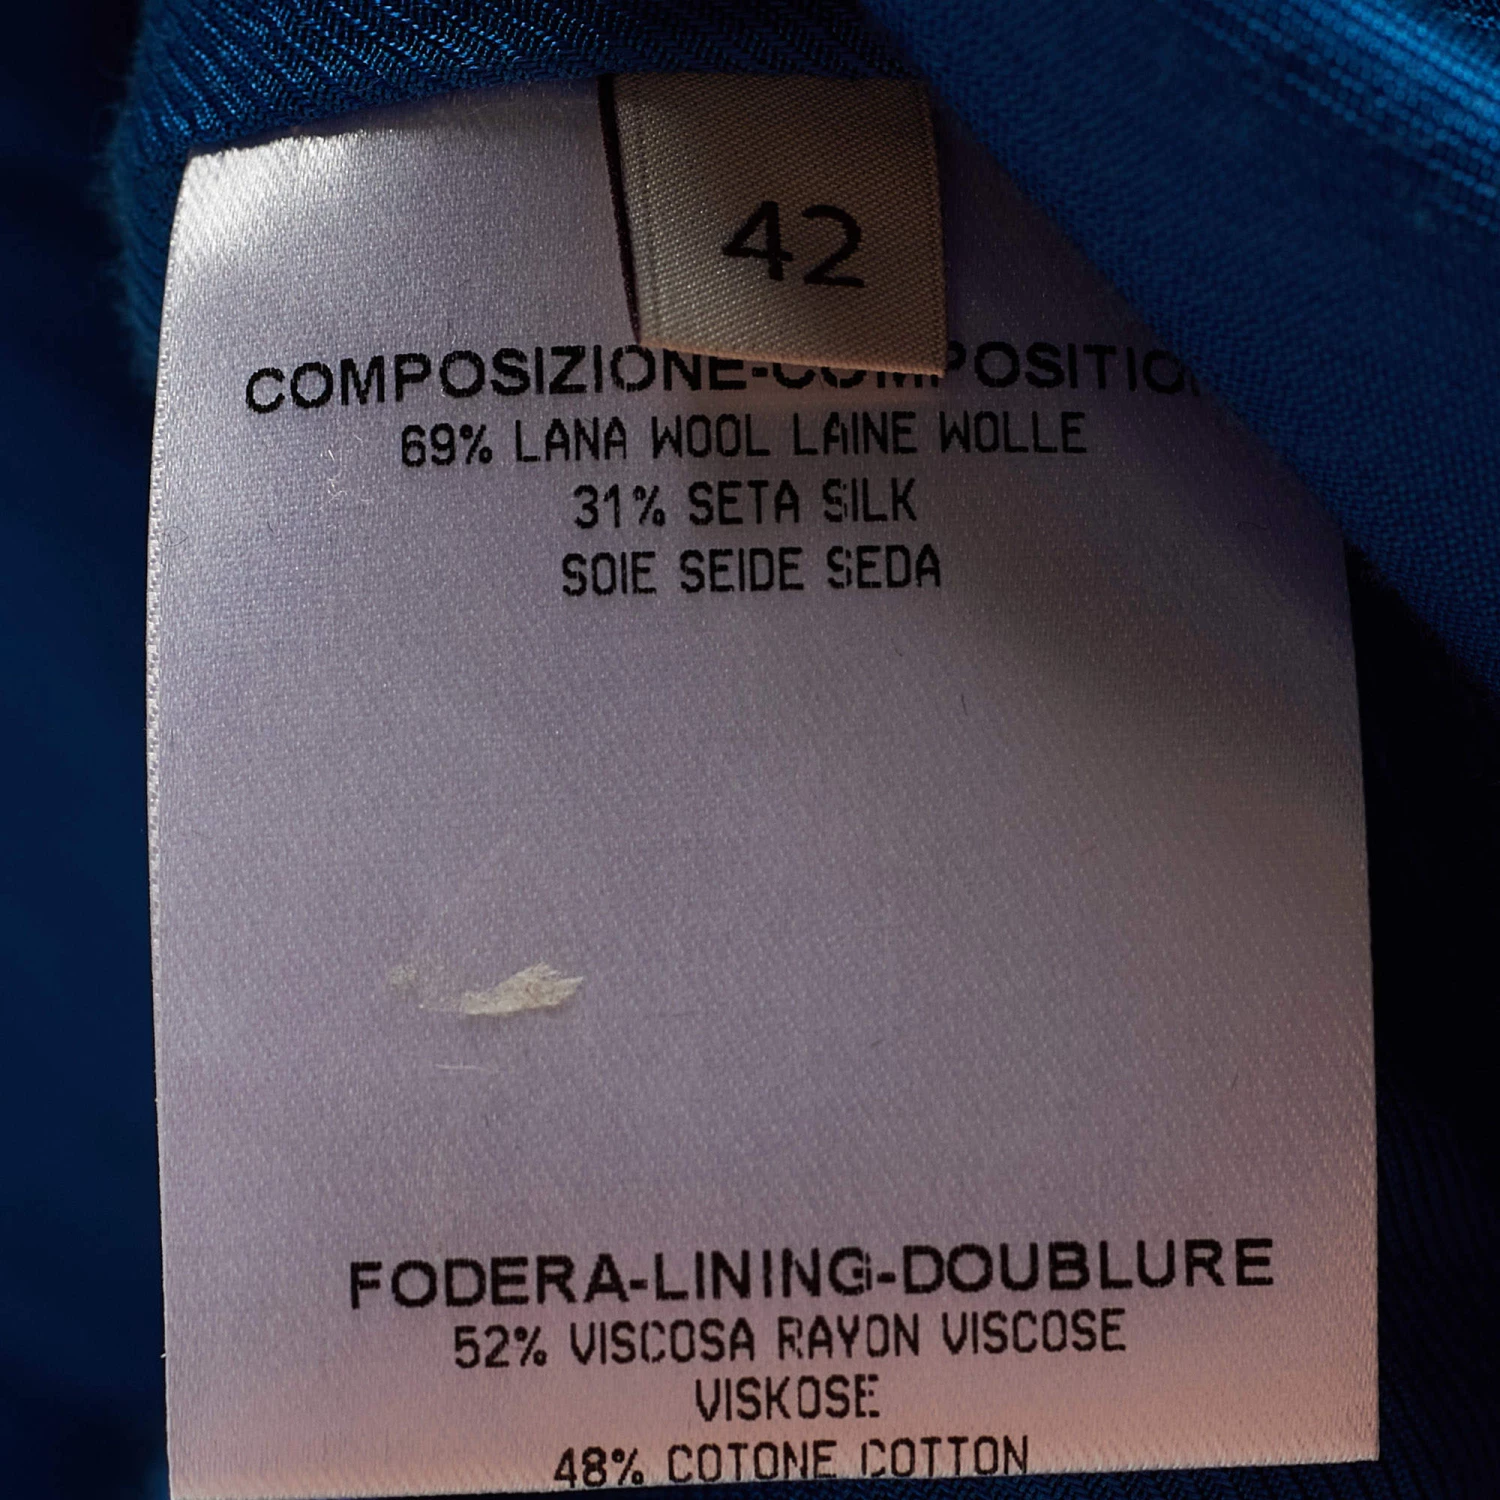 42
COMPOSIZIONE-COMPOSITION
69% LANA WOOL LAINE WOLLE
31% SETA SILK
SOIE SEIDE SEDA
FODERA-LINING-DOUBLURE
52% VISCOSA RAYON VISCOSE
VISKOSE
48% COTONE COTTON